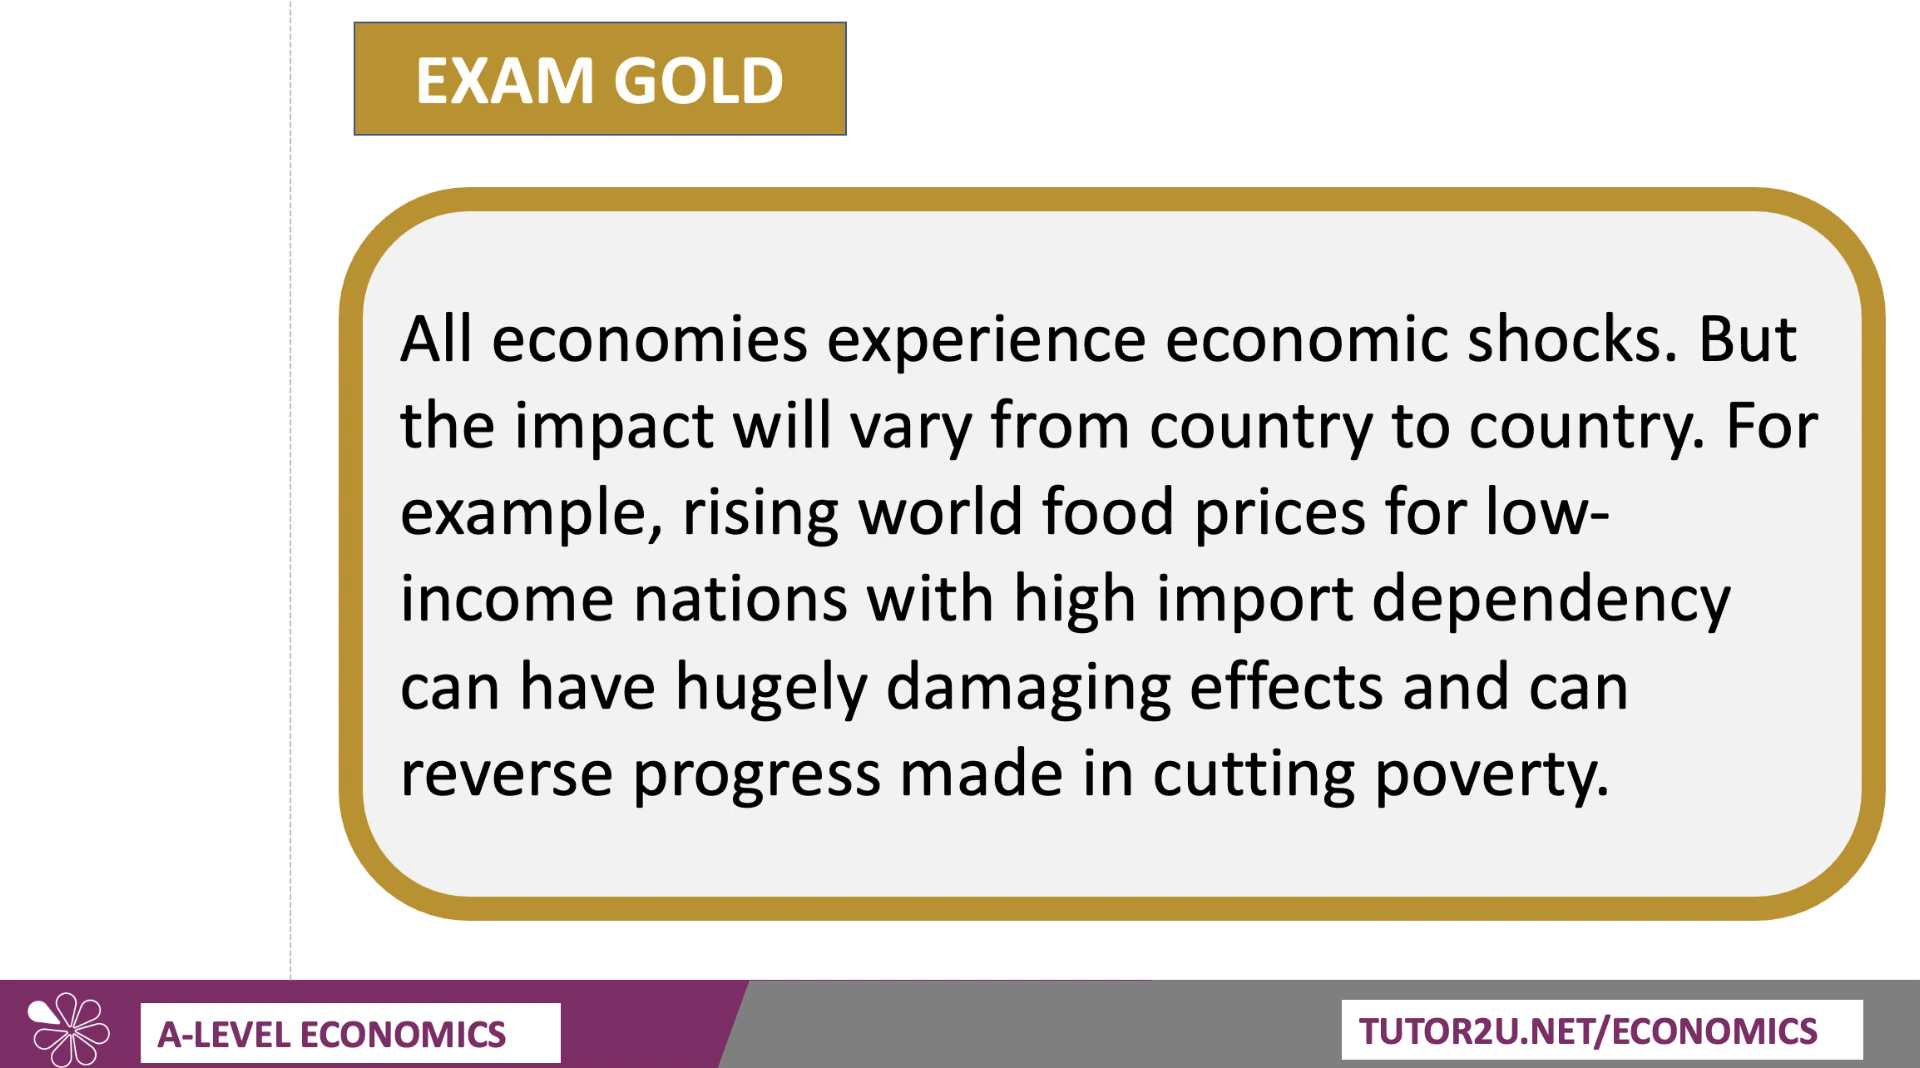 EXAM GOLD
All economies experience economic shocks. But
the impact will vary from country to country. For
example, rising world food prices for low-
income nations with high import dependency
can have hugely damaging effects and can
reverse progress made in cutting poverty.
A-LEVEL ECONOMICS
TUTOR2U.NET/ECONOMICS